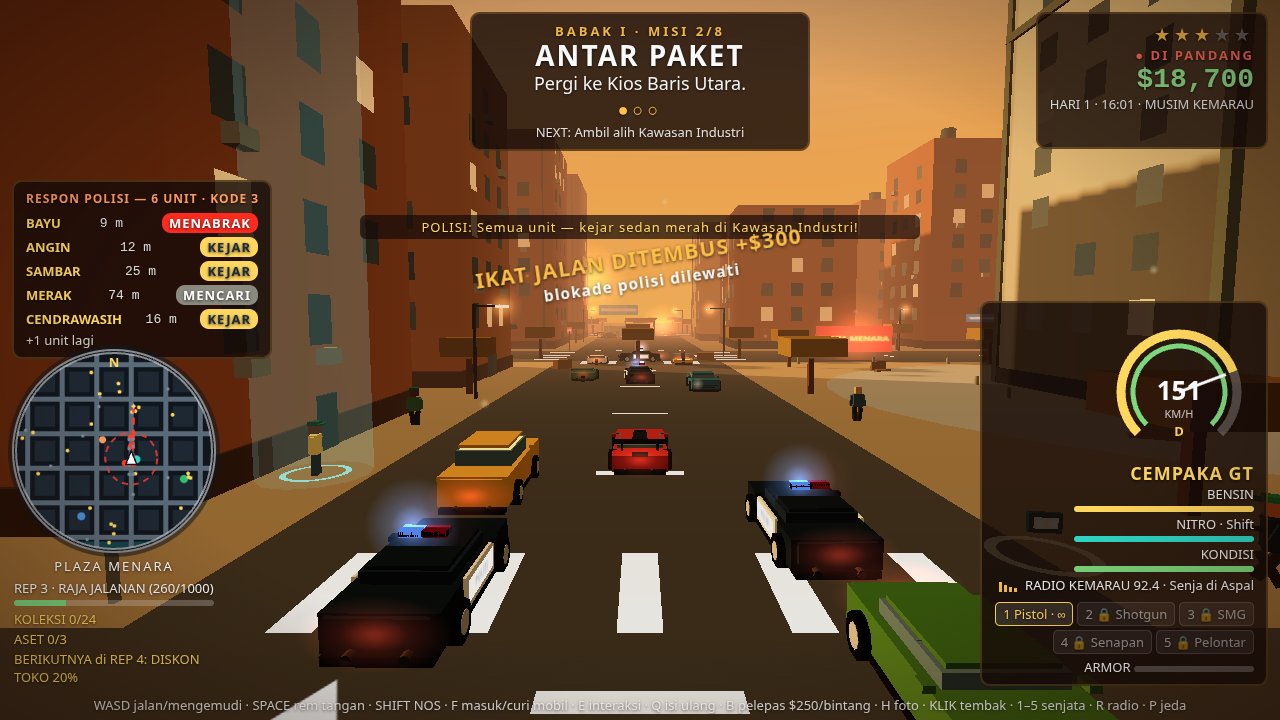 BABAK I · MISI 2/8
ANTAR PAKET
Pergi ke Kios Baris Utara.
NEXT: Ambil alih Kawasan Industri
★★★★★
● DI PANDANG
$18,700
HARI 1 · 16:01 · MUSIM KEMARAU
RESPON POLISI — 6 UNIT · KODE 3
BAYU 9 m MENABRAK
ANGIN 12 m KEJAR
SAMBAR 25 m KEJAR
MERAK 74 m MENCARI
CENDRAWASIH 16 m KEJAR
+1 unit lagi
POLISI: Semua unit — kejar sedan merah di Kawasan Industri!
IKAT JALAN DITEMBUS +$300
blokade polisi dilewati
MENARA
N
PLAZA MENARA
REP 3 · RAJA JALANAN (260/1000)
KOLEKSI 0/24
ASET 0/3
BERIKUTNYA di REP 4: DISKON
TOKO 20%
151
KM/H
D
CEMPAKA GT
BENSIN
NITRO · Shift
KONDISI
RADIO KEMARAU 92.4 · Senja di Aspal
1 Pistol · ∞ 2 🔒 Shotgun 3 🔒 SMG
4 🔒 Senapan 5 🔒 Pelontar
ARMOR
WASD jalan/mengemudi · SPACE rem tangan · SHIFT NOS · F masuk/curi mobil · E interaksi · Q isi ulang · B pelepas $250/bintang · H foto · KLIK tembak · 1–5 senjata · R radio · P jeda